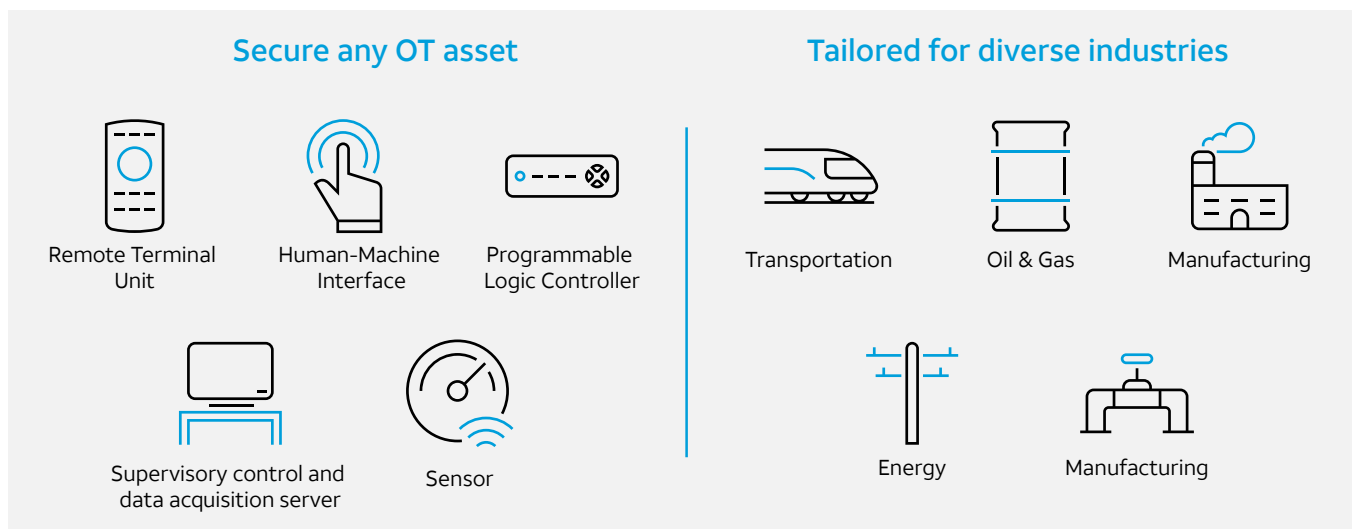 Secure any OT asset
Remote Terminal
Unit
Human-Machine
Interface
Programmable
Logic Controller
Supervisory control and
data acquisition server
Sensor
Tailored for diverse industries
Transportation
Oil & Gas
Manufacturing
Energy
Manufacturing